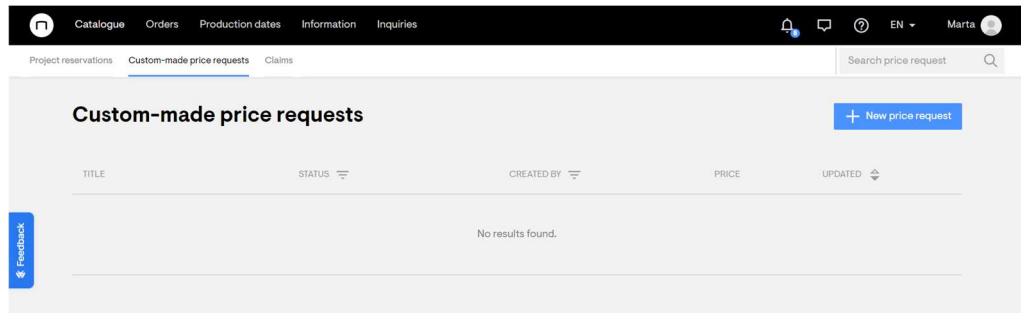 Catalogue Orders Production dates Information Inquiries 8 EN Marta
Project reservations Custom-made price requests Claims Search price request
Custom-made price requests
New price request
TITLE STATUS CREATED BY PRICE UPDATED
No results found.
Feedback